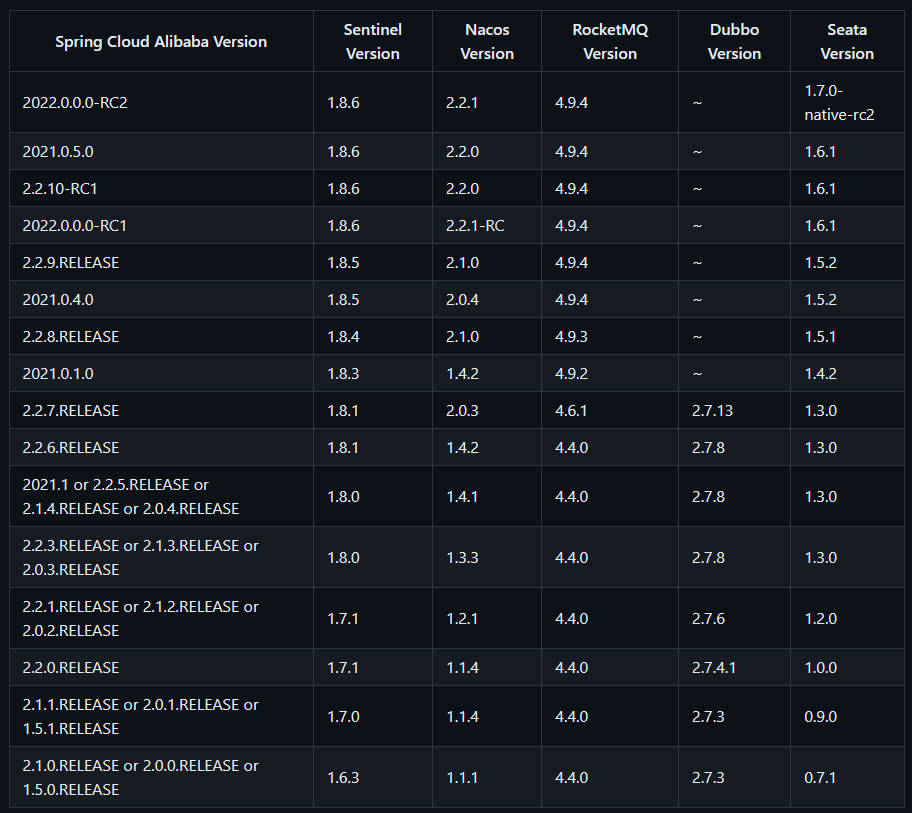 Spring Cloud Alibaba Version Sentinel Version Nacos Version RocketMQ Version Dubbo Version Seata Version
2022.0.0.0-RC2 1.8.6 2.2.1 4.9.4 ~ 1.7.0-native-rc2
2021.0.5.0 1.8.6 2.2.0 4.9.4 ~ 1.6.1
2.2.10-RC1 1.8.6 2.2.0 4.9.4 ~ 1.6.1
2022.0.0.0-RC1 1.8.6 2.2.1-RC 4.9.4 ~ 1.6.1
2.2.9.RELEASE 1.8.5 2.1.0 4.9.4 ~ 1.5.2
2021.0.4.0 1.8.5 2.0.4 4.9.4 ~ 1.5.2
2.2.8.RELEASE 1.8.4 2.1.0 4.9.3 ~ 1.5.1
2021.0.1.0 1.8.3 1.4.2 4.9.2 ~ 1.4.2
2.2.7.RELEASE 1.8.1 2.0.3 4.6.1 2.7.13 1.3.0
2.2.6.RELEASE 1.8.1 1.4.2 4.4.0 2.7.8 1.3.0
2021.1 or 2.2.5.RELEASE or 2.1.4.RELEASE or 2.0.4.RELEASE 1.8.0 1.4.1 4.4.0 2.7.8 1.3.0
2.2.3.RELEASE or 2.1.3.RELEASE or 2.0.3.RELEASE 1.8.0 1.3.3 4.4.0 2.7.8 1.3.0
2.2.1.RELEASE or 2.1.2.RELEASE or 2.0.2.RELEASE 1.7.1 1.2.1 4.4.0 2.7.6 1.2.0
2.2.0.RELEASE 1.7.1 1.1.4 4.4.0 2.7.4.1 1.0.0
2.1.1.RELEASE or 2.0.1.RELEASE or 1.5.1.RELEASE 1.7.0 1.1.4 4.4.0 2.7.3 0.9.0
2.1.0.RELEASE or 2.0.0.RELEASE or 1.5.0.RELEASE 1.6.3 1.1.1 4.4.0 2.7.3 0.7.1